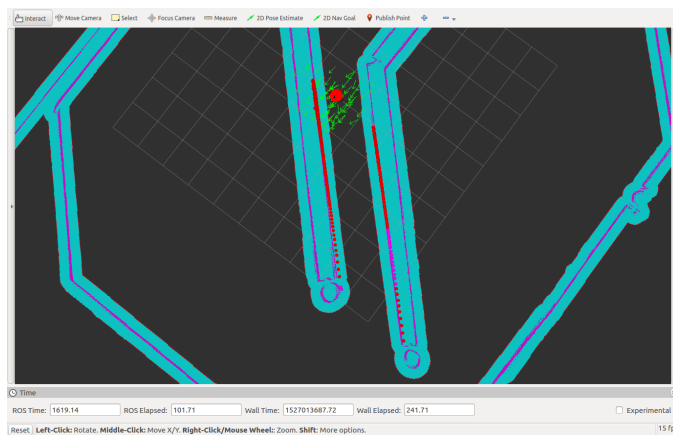 Interact Move Camera Select Focus Camera Measure 2D Pose Estimate 2D Nav Goal Publish Point
Time
ROS Time: 1619.14 ROS Elapsed: 101.71 Wall Time: 1527013687.72 Wall Elapsed: 241.71 Experimental
Reset Left-Click: Rotate. Middle-Click: Move X/Y. Right-Click/Mouse Wheel:: Zoom. Shift: More options. 15 fp